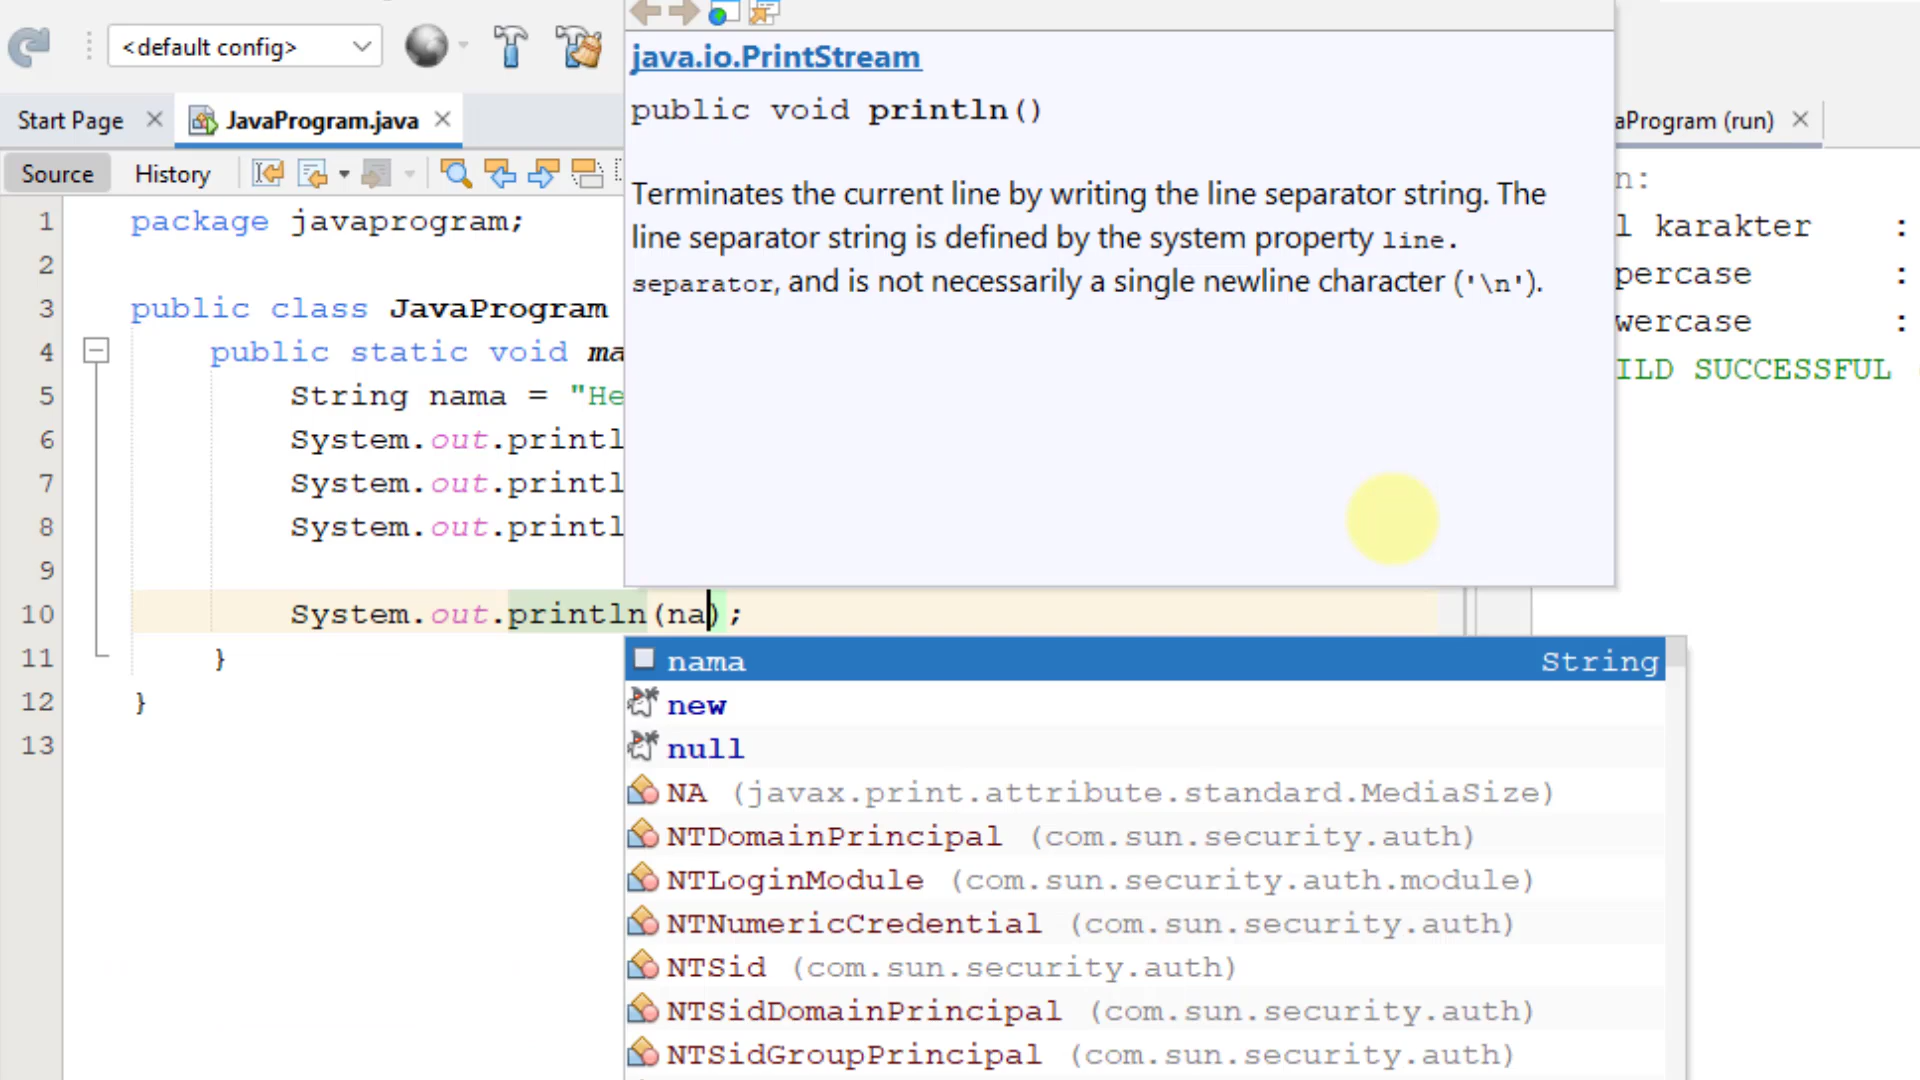 <default config>
java.io.PrintStream
public void println()
Terminates the current line by writing the line separator string. The
line separator string is defined by the system property line.
separator, and is not necessarily a single newline character ('\n').
Start Page
JavaProgram.java
aProgram (run)
Source
History
1 package javaprogram;
2
3 public class JavaProgram
4 public static void ma
5 String nama = "He
6 System.out.printl
7 System.out.printl
8 System.out.printl
9
10 System.out.println(na);
11 }
12 }
13
n:
l karakter :
percase :
wercase :
ILD SUCCESSFUL
nama String
new
null
NA (javax.print.attribute.standard.MediaSize)
NTDomainPrincipal (com.sun.security.auth)
NTLoginModule (com.sun.security.auth.module)
NTNumericCredential (com.sun.security.auth)
NTSid (com.sun.security.auth)
NTSidDomainPrincipal (com.sun.security.auth)
NTSidGroupPrincipal (com.sun.security.auth)